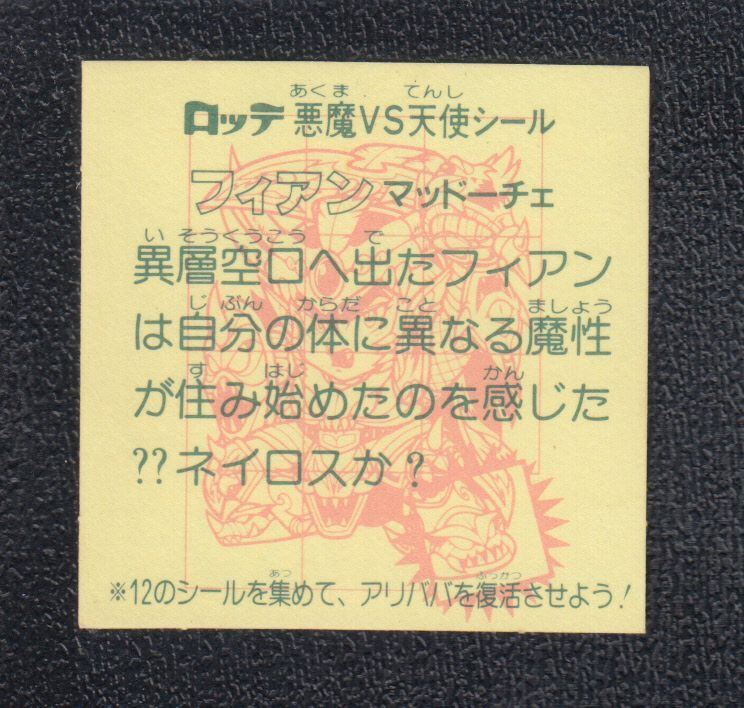 ロッテ 悪魔VS天使シール
フィアン マッドーチェ
異層空口へ出たフィアン
は自分の体に異なる魔性
が住み始めたのを感じた
??ネイロスか?
※12のシールを集めて、アリババを復活させよう!